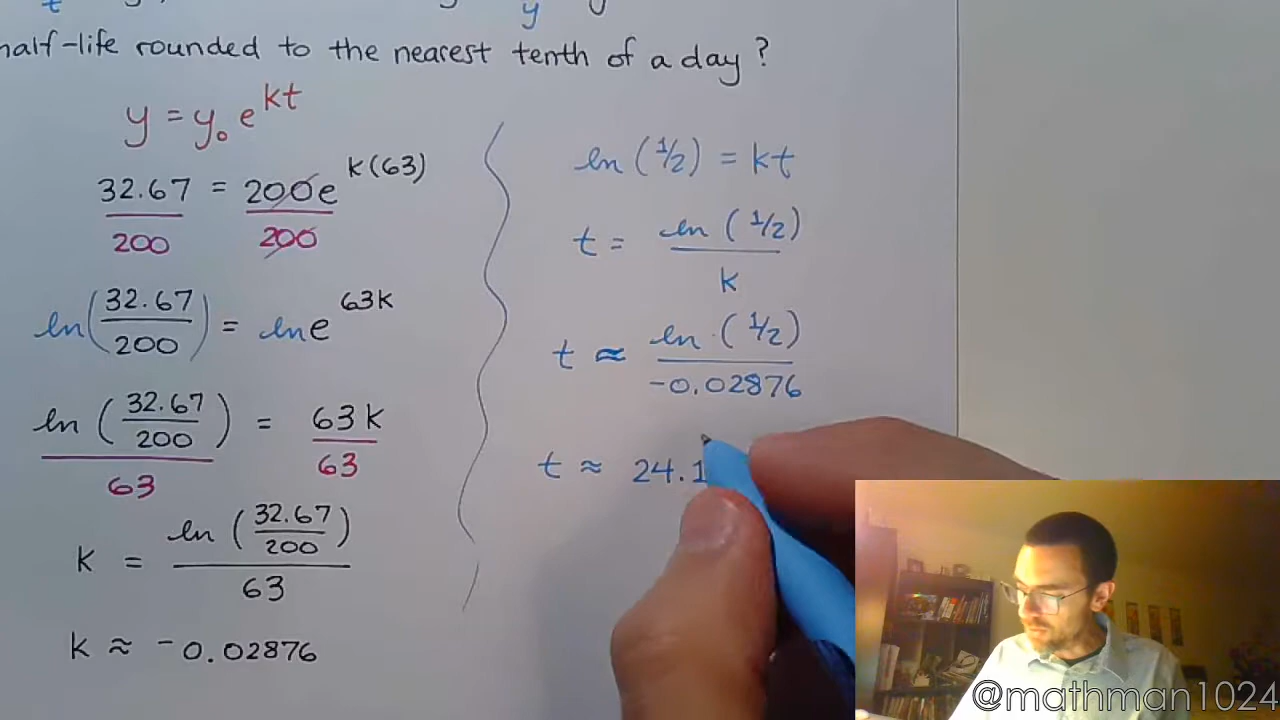 half-life rounded to the nearest tenth of a day?
y = y₀ e^{kt}
32.67 = 200e^{k(63)}
200 200
ln(32.67/200) = ln e^{63k}
ln (32.67/200) = 63k
63 63
k = ln (32.67/200)
63
k ≈ -0.02876
ln (1/2) = kt
t = ln (1/2)
k
t ≈ ln (1/2)
-0.02876
t ≈ 24.1
@mathman1024